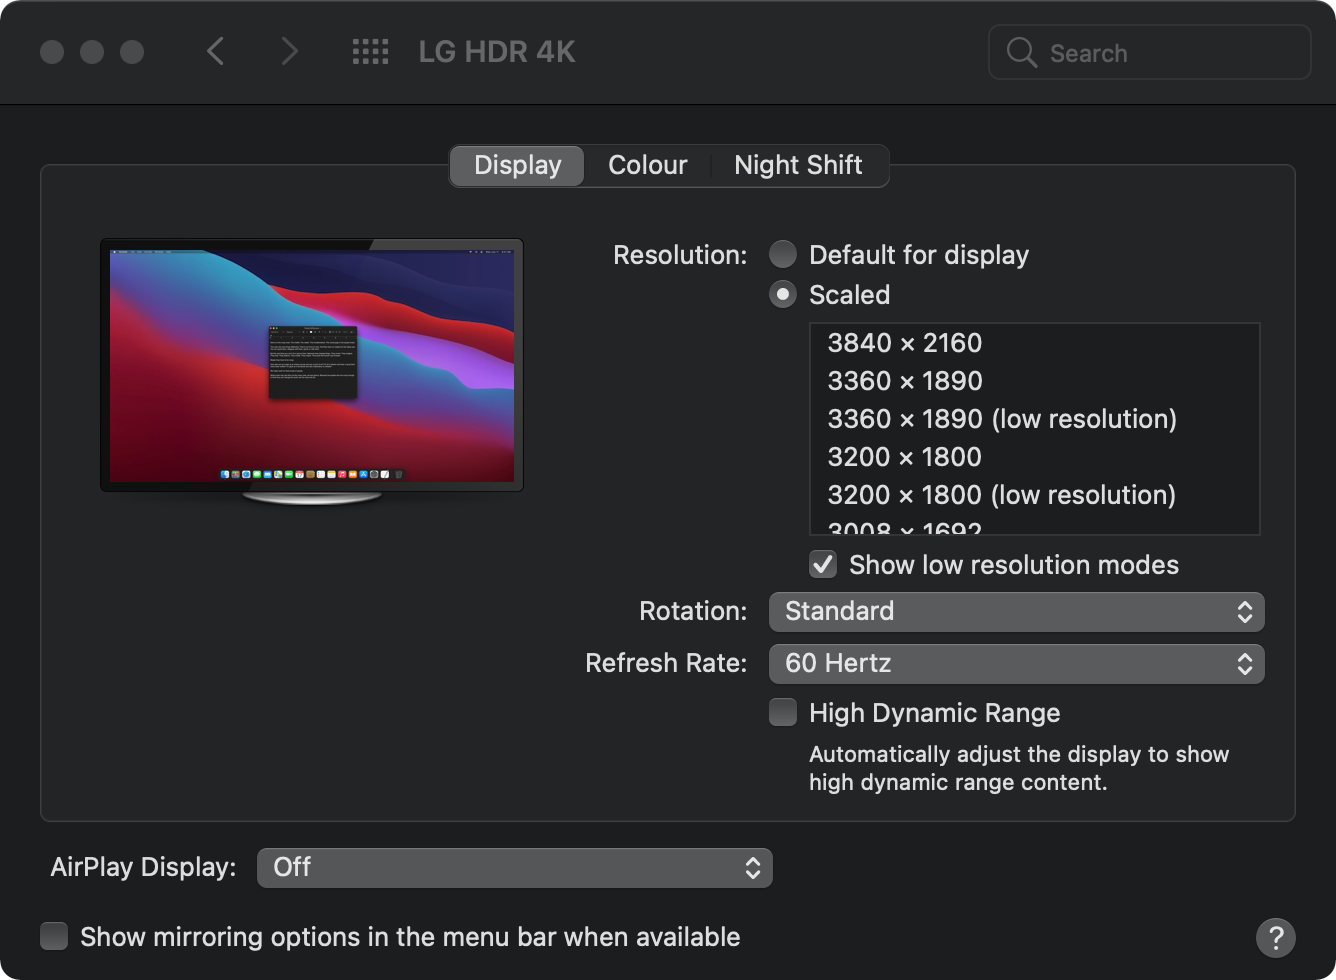 LG HDR 4K
Search
Display Colour Night Shift
Resolution: Default for display
Scaled
3840 × 2160
3360 × 1890
3360 × 1890 (low resolution)
3200 × 1800
3200 × 1800 (low resolution)
3008 × 1692
Show low resolution modes
Rotation: Standard
Refresh Rate: 60 Hertz
High Dynamic Range
Automatically adjust the display to show
high dynamic range content.
AirPlay Display: Off
Show mirroring options in the menu bar when available
?